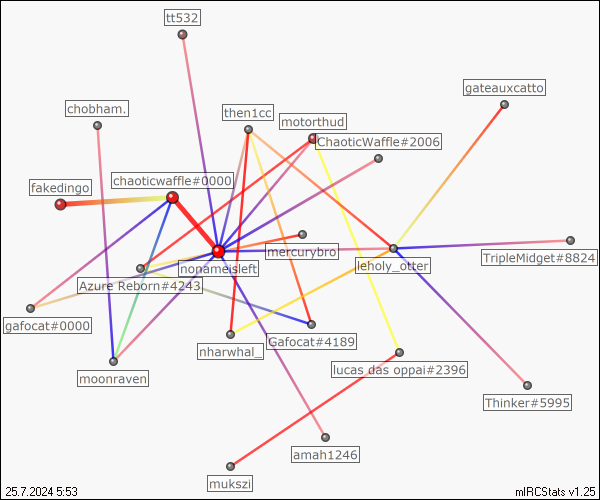 tt532
gateauxcatto
chobham.
then1cc
motorthud
ChaoticWaffle#2006
chaoticwaffle#0000
fakedingo
mercurybro
TripleMidget#8824
nonameisleft
leholy_otter
Azure Reborn#4243
gafocat#0000
Gafocat#4189
nharwhal_
lucas das oppai#2396
moonraven
Thinker#5995
amah1246
mukszi
25.7.2024 5:53
mIRCStats v1.25